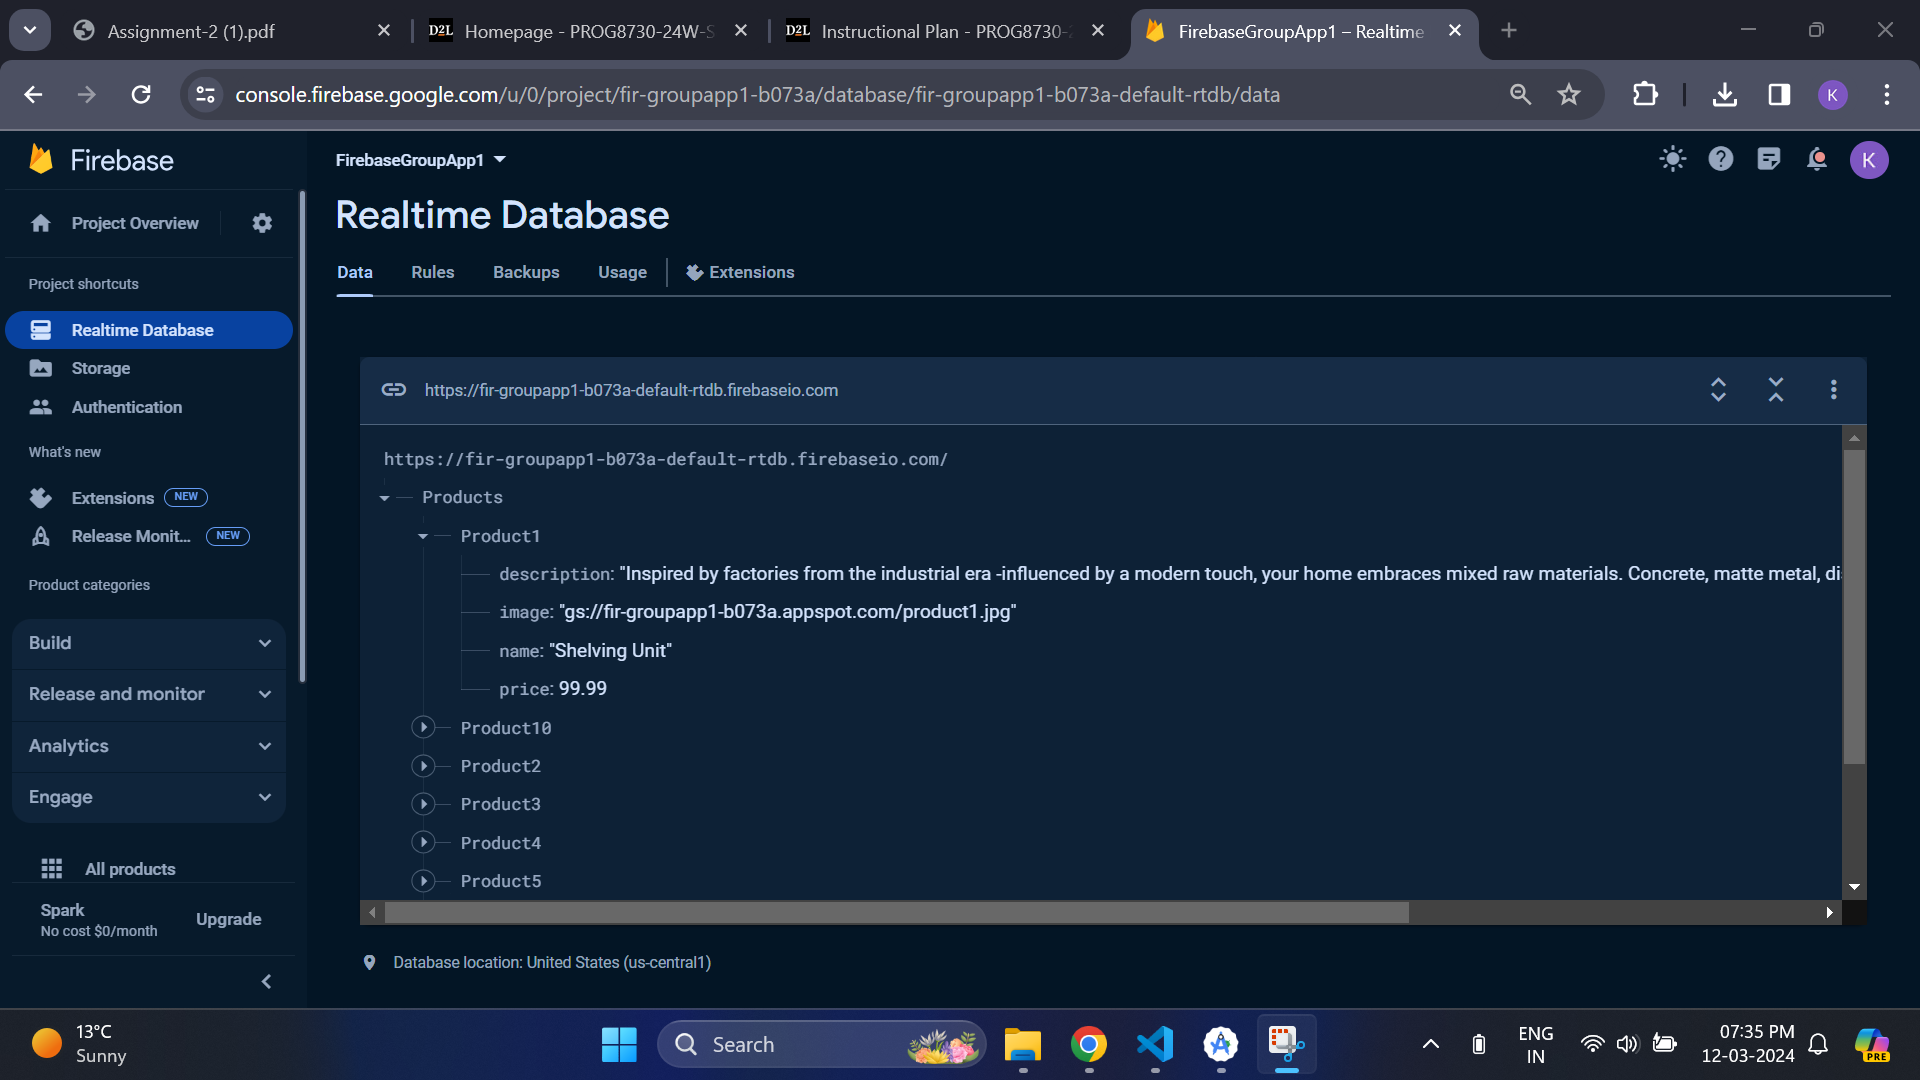 Assignment-2 (1).pdf
D2L Homepage - PROG8730-24W-S
D2L Instructional Plan - PROG8730-2
FirebaseGroupApp1 – Realtime
console.firebase.google.com/u/0/project/fir-groupapp1-b073a/database/fir-groupapp1-b073a-default-rtdb/data
K
Firebase
FirebaseGroupApp1
K
Project Overview
Realtime Database
Data Rules Backups Usage Extensions
Project shortcuts
Realtime Database
Storage
Authentication
What's new
Extensions NEW
Release Monit... NEW
Product categories
Build
Release and monitor
Analytics
Engage
All products
Spark
No cost $0/month
Upgrade
https://fir-groupapp1-b073a-default-rtdb.firebaseio.com
https://fir-groupapp1-b073a-default-rtdb.firebaseio.com/
Products
Product1
description: "Inspired by factories from the industrial era -influenced by a modern touch, your home embraces mixed raw materials. Concrete, matte metal, di
image: "gs://fir-groupapp1-b073a.appspot.com/product1.jpg"
name: "Shelving Unit"
price: 99.99
Product10
Product2
Product3
Product4
Product5
Database location: United States (us-central1)
13°C
Sunny
Search
ENG
IN
07:35 PM
12-03-2024
PRE